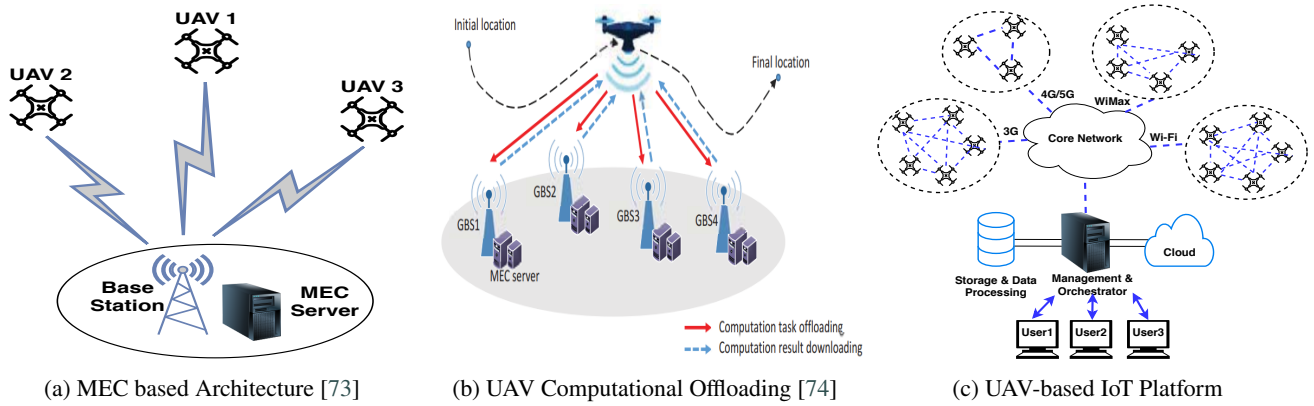 UAV 1
UAV 2
UAV 3
Base
Station
MEC
Server
(a) MEC based Architecture [73]
Initial location
Final location
GBS1
GBS2
GBS3
GBS4
MEC server
Computation task offloading
Computation result downloading
(b) UAV Computational Offloading [74]
4G/5G
WiMax
3G
Core Network
Wi-Fi
Storage & Data
Processing
Management &
Orchestrator
Cloud
User1
User2
User3
(c) UAV-based IoT Platform